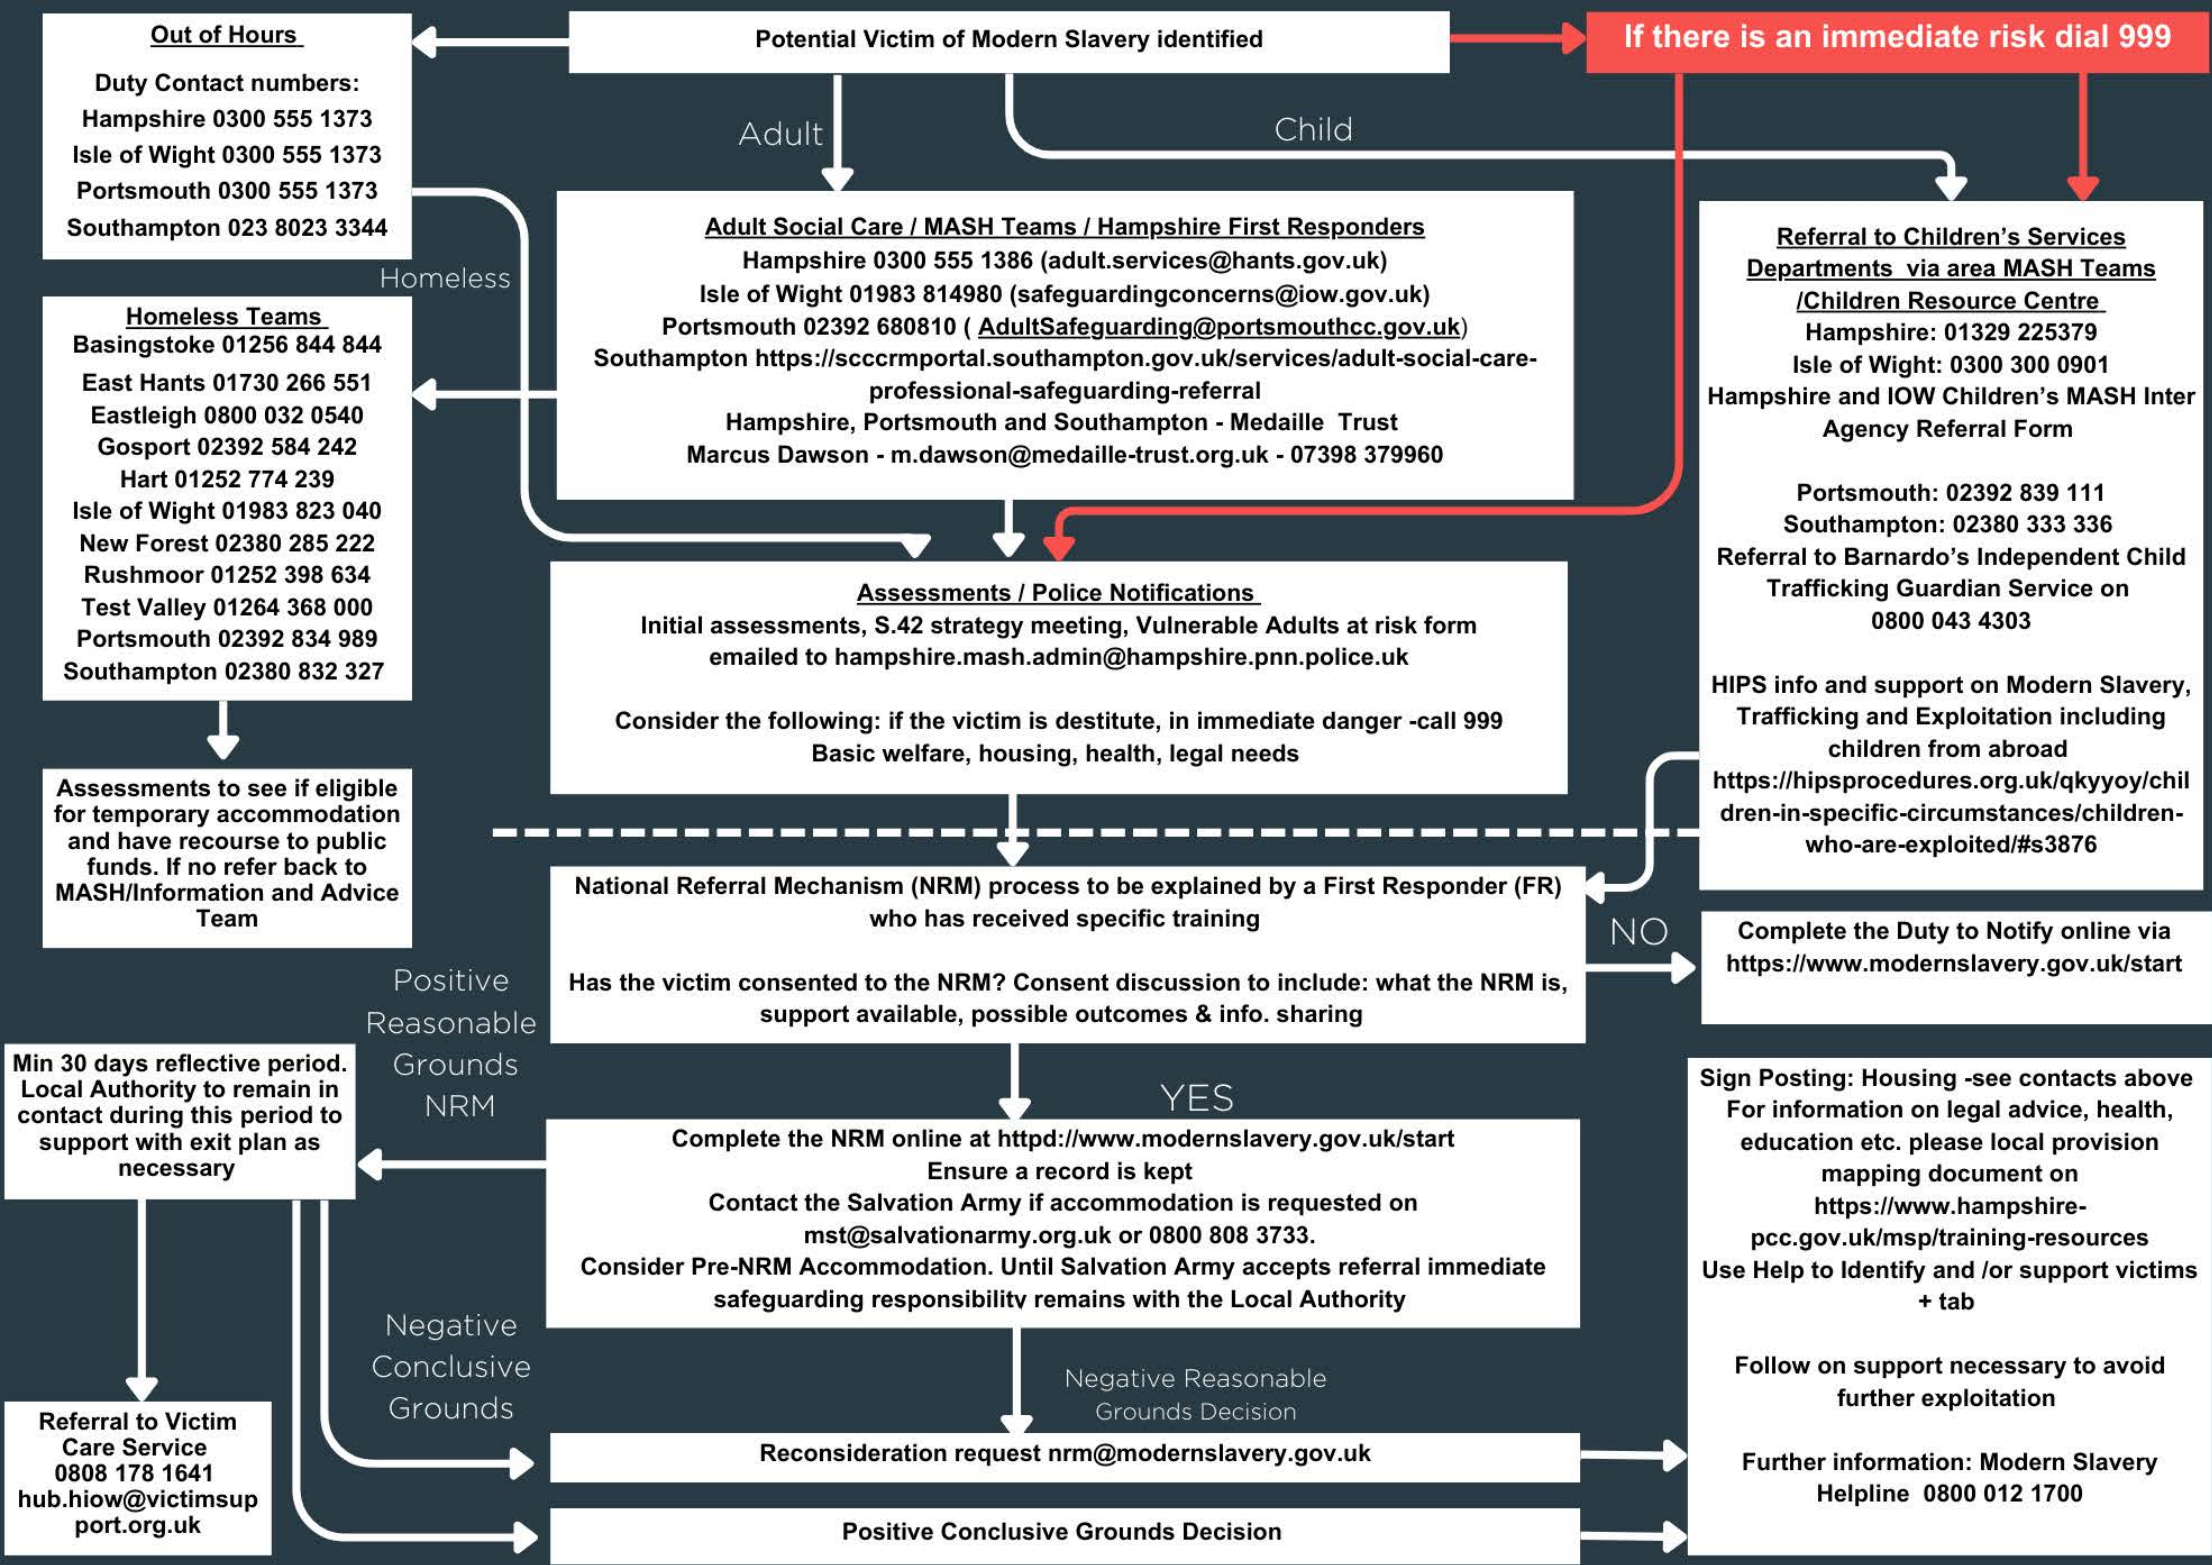 Out of Hours
Duty Contact numbers:
Hampshire 0300 555 1373
Isle of Wight 0300 555 1373
Portsmouth 0300 555 1373
Southampton 023 8023 3344
Potential Victim of Modern Slavery identified
If there is an immediate risk dial 999
Adult
Child
Homeless
Adult Social Care / MASH Teams / Hampshire First Responders
Hampshire 0300 555 1386 (adult.services@hants.gov.uk)
Isle of Wight 01983 814980 (safeguardingconcerns@iow.gov.uk)
Portsmouth 02392 680810 ( AdultSafeguarding@portsmouthcc.gov.uk)
Southampton https://scccrmportal.southampton.gov.uk/services/adult-social-care-
professional-safeguarding-referral
Hampshire, Portsmouth and Southampton - Medaille Trust
Marcus Dawson - m.dawson@medaille-trust.org.uk - 07398 379960
Referral to Children's Services
Departments via area MASH Teams
/Children Resource Centre
Hampshire: 01329 225379
Isle of Wight: 0300 300 0901
Hampshire and IOW Children's MASH Inter
Agency Referral Form
Portsmouth: 02392 839 111
Southampton: 02380 333 336
Referral to Barnardo's Independent Child
Trafficking Guardian Service on
0800 043 4303
HIPS info and support on Modern Slavery,
Trafficking and Exploitation including
children from abroad
https://hipsprocedures.org.uk/qkyyoy/chil
dren-in-specific-circumstances/children-
who-are-exploited/#s3876
Homeless Teams
Basingstoke 01256 844 844
East Hants 01730 266 551
Eastleigh 0800 032 0540
Gosport 02392 584 242
Hart 01252 774 239
Isle of Wight 01983 823 040
New Forest 02380 285 222
Rushmoor 01252 398 634
Test Valley 01264 368 000
Portsmouth 02392 834 989
Southampton 02380 832 327
Assessments / Police Notifications
Initial assessments, S.42 strategy meeting, Vulnerable Adults at risk form
emailed to hampshire.mash.admin@hampshire.pnn.police.uk
Consider the following: if the victim is destitute, in immediate danger -call 999
Basic welfare, housing, health, legal needs
Assessments to see if eligible
for temporary accommodation
and have recourse to public
funds. If no refer back to
MASH/Information and Advice
Team
National Referral Mechanism (NRM) process to be explained by a First Responder (FR)
who has received specific training
Has the victim consented to the NRM? Consent discussion to include: what the NRM is,
support available, possible outcomes & info. sharing
NO
Complete the Duty to Notify online via
https://www.modernslavery.gov.uk/start
Positive
Reasonable
Grounds
NRM
YES
Min 30 days reflective period.
Local Authority to remain in
contact during this period to
support with exit plan as
necessary
Complete the NRM online at httpd://www.modernslavery.gov.uk/start
Ensure a record is kept
Contact the Salvation Army if accommodation is requested on
mst@salvationarmy.org.uk or 0800 808 3733.
Consider Pre-NRM Accommodation. Until Salvation Army accepts referral immediate
safeguarding responsibility remains with the Local Authority
Sign Posting: Housing -see contacts above
For information on legal advice, health,
education etc. please local provision
mapping document on
https://www.hampshire-
pcc.gov.uk/msp/training-resources
Use Help to Identify and /or support victims
+ tab
Follow on support necessary to avoid
further exploitation
Further information: Modern Slavery
Helpline 0800 012 1700
Negative
Conclusive
Grounds
Negative Reasonable
Grounds Decision
Referral to Victim
Care Service
0808 178 1641
hub.hiow@victimsup
port.org.uk
Reconsideration request nrm@modernslavery.gov.uk
Positive Conclusive Grounds Decision